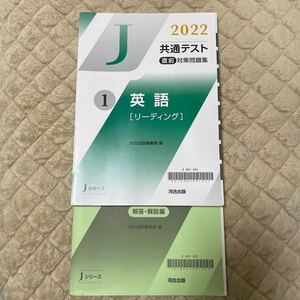 J
2022
共通テスト
直前 対策問題集
1
英語
[リーディング]
河合出版編集部 編
Jシリーズ
河合出版
解答・解説編
河合出版編集部 編
Jシリーズ
河合出版